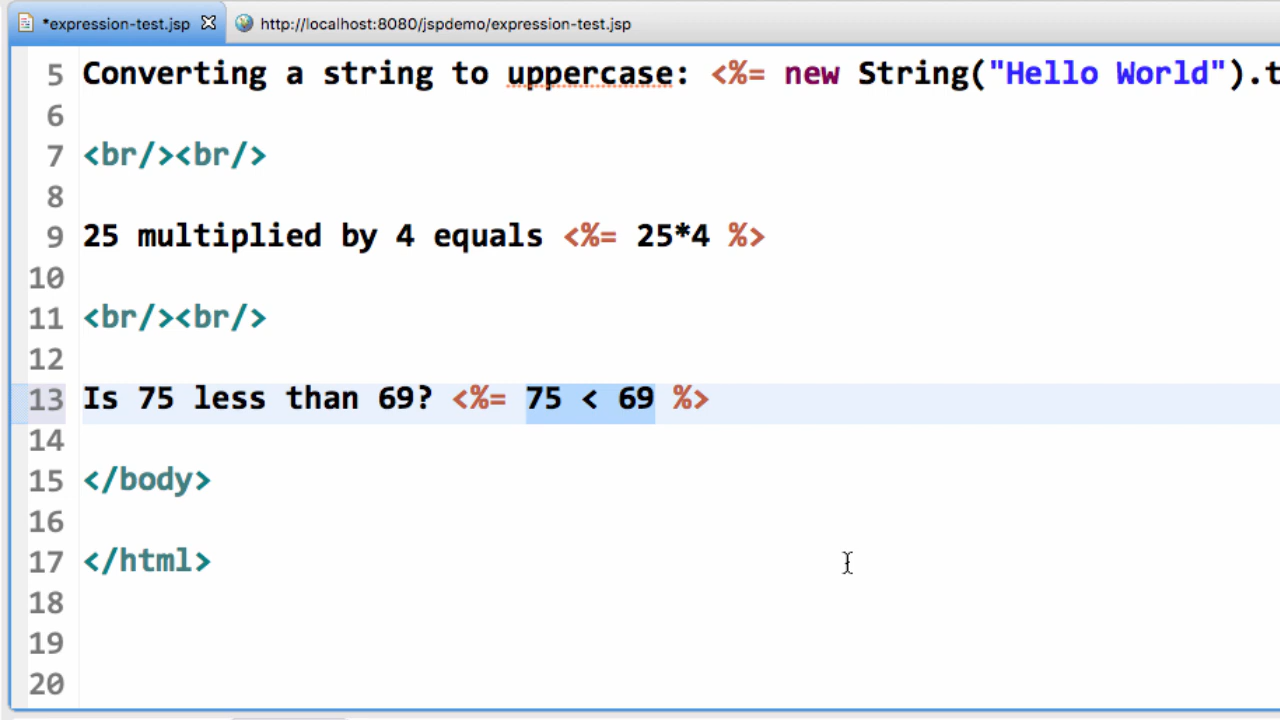 *expression-test.jsp http://localhost:8080/jspdemo/expression-test.jsp
5 Converting a string to uppercase: <%= new String("Hello World").t
6
7 <br/><br/>
8
9 25 multiplied by 4 equals <%= 25*4 %>
10
11 <br/><br/>
12
13 Is 75 less than 69? <%= 75 < 69 %>
14
15 </body>
16
17 </html>
18
19
20